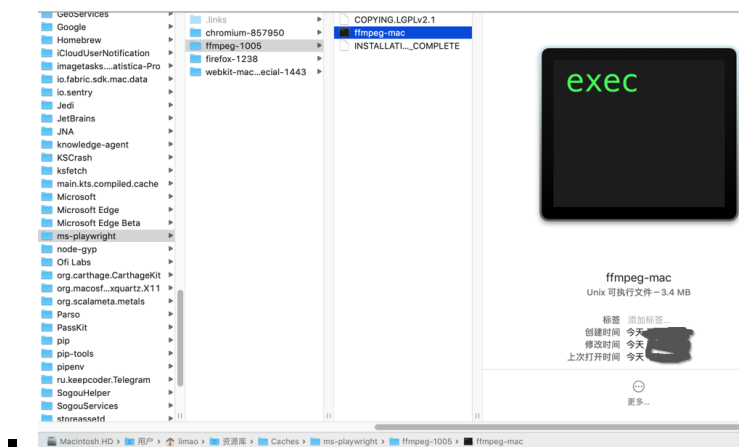 GeoServices
Google
Homebrew
iCloudUserNotification
imagetasks....atistica-Pro
io.fabric.sdk.mac.data
io.sentry
Jedi
JetBrains
JNA
knowledge-agent
KSCrash
ksfetch
main.kts.compiled.cache
Microsoft
Microsoft Edge
Microsoft Edge Beta
ms-playwright
node-gyp
Ofi Labs
org.carthage.CarthageKit
org.macosf...xquartz.X11
org.scalameta.metals
Parso
PassKit
pip
pip-tools
pipenv
ru.keepcoder.Telegram
SogouHelper
SogouServices
storeassetd
.links
chromium-857950
ffmpeg-1005
firefox-1238
webkit-mac...ecial-1443
COPYING.LGPLv2.1
ffmpeg-mac
INSTALLATI..._COMPLETE
exec
ffmpeg-mac
Unix 可执行文件 – 3.4 MB
标签 添加标签...
创建时间 今天
修改时间 今天
上次打开时间 今天
更多...
Macintosh HD › 用户 › limao › 资源库 › Caches › ms-playwright › ffmpeg-1005 › ffmpeg-mac